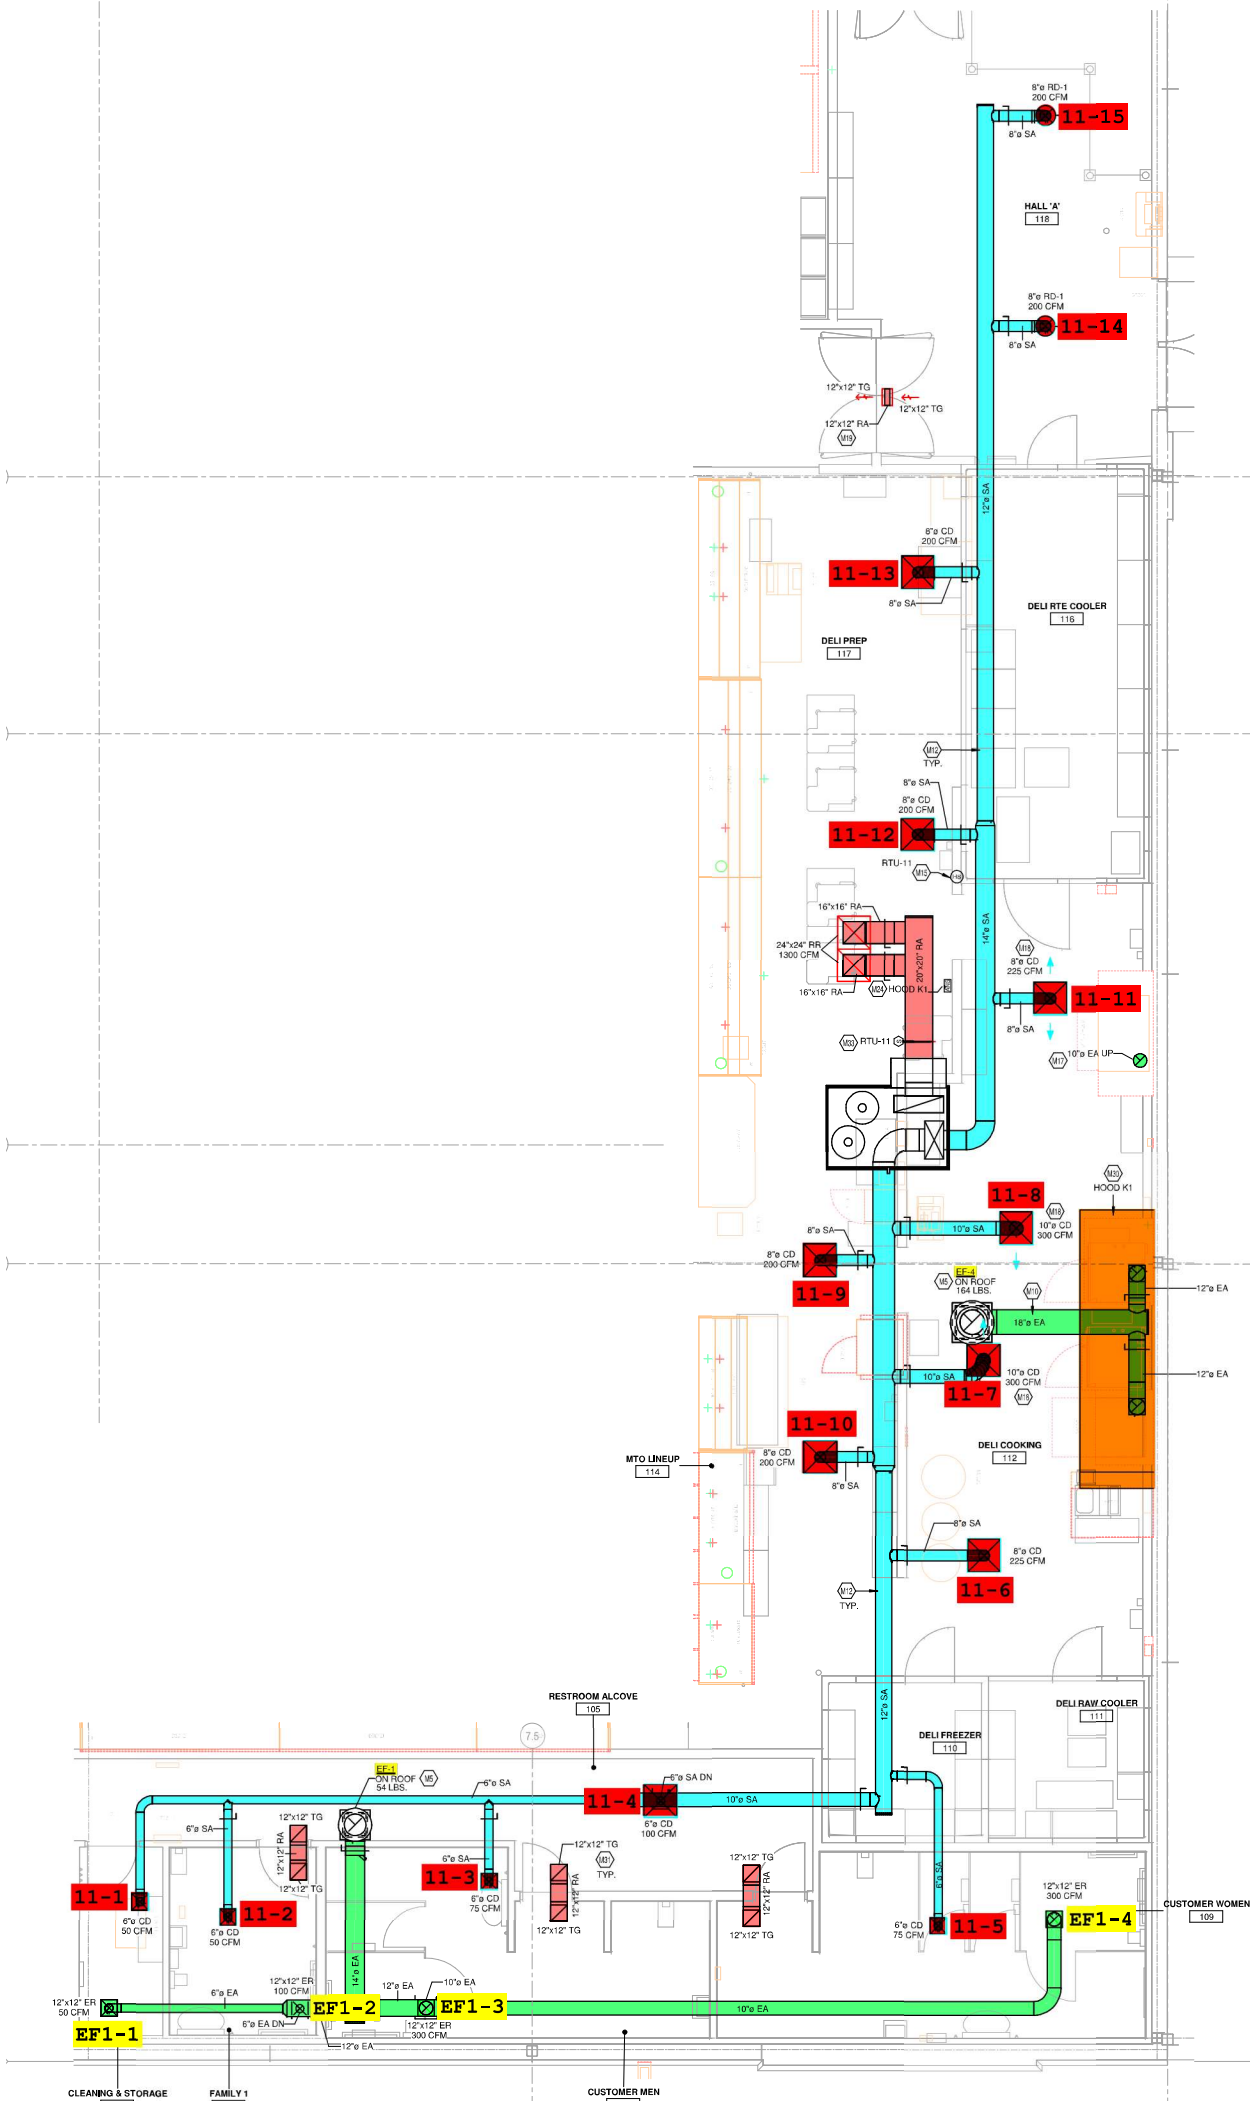 8"ø RD-1
200 CFM
11-15
8"ø SA
HALL 'A'
118
8"ø RD-1
200 CFM
11-14
8"ø SA
12"x12" TG
12"x12" TG
12"x12" RA
M19
12"ø SA
8"ø CD
200 CFM
11-13
8"ø SA
DELI RTE COOLER
116
DELI PREP
117
M12
TYP.
8"ø SA
8"ø CD
200 CFM
11-12
RTU-11
M15
16"x16" RA
14"ø SA
24"x24" RR
1300 CFM
20"x20" RA
M18
8"ø CD
225 CFM
16"x16" RA
M24
HOOD K1
11-11
8"ø SA
M33
RTU-11
M17
10"ø EA UP
M30
HOOD K1
11-8
M18
10"ø CD
300 CFM
8"ø SA
10"ø SA
8"ø CD
200 CFM
11-9
EF-4
M5
ON ROOF
164 LBS.
M10
12"ø EA
18"ø EA
10"ø CD
300 CFM
M18
10"ø SA
11-7
12"ø EA
11-10
8"ø CD
200 CFM
8"ø SA
DELI COOKING
112
MTO LINEUP
114
8"ø SA
8"ø CD
225 CFM
11-6
M12
TYP.
RESTROOM ALCOVE
105
12"ø SA
DELI RAW COOLER
111
7.5
DELI FREEZER
110
EF-1
ON ROOF
54 LBS.
M5
6"ø SA
6"ø SA DN
11-4
10"ø SA
6"ø CD
100 CFM
6"ø SA
12"x12" TG
12"x12" RA
12"x12" TG
6"ø SA
12"x12" TG
M31
TYP.
12"x12" RA
12"x12" TG
12"x12" TG
12"x12" RA
12"x12" TG
6"ø SA
11-1
6"ø CD
50 CFM
11-2
6"ø CD
50 CFM
11-3
6"ø CD
75 CFM
6"ø CD
75 CFM
11-5
12"x12" ER
300 CFM
EF1-4
CUSTOMER WOMEN
109
14"ø EA
12"x12" ER
50 CFM
6"ø EA
12"x12" ER
100 CFM
12"ø EA
10"ø EA
EF1-1
EF1-2
EF1-3
6"ø EA DN
12"x12" ER
300 CFM
10"ø EA
12"ø EA
CLEANING & STORAGE
FAMILY 1
CUSTOMER MEN